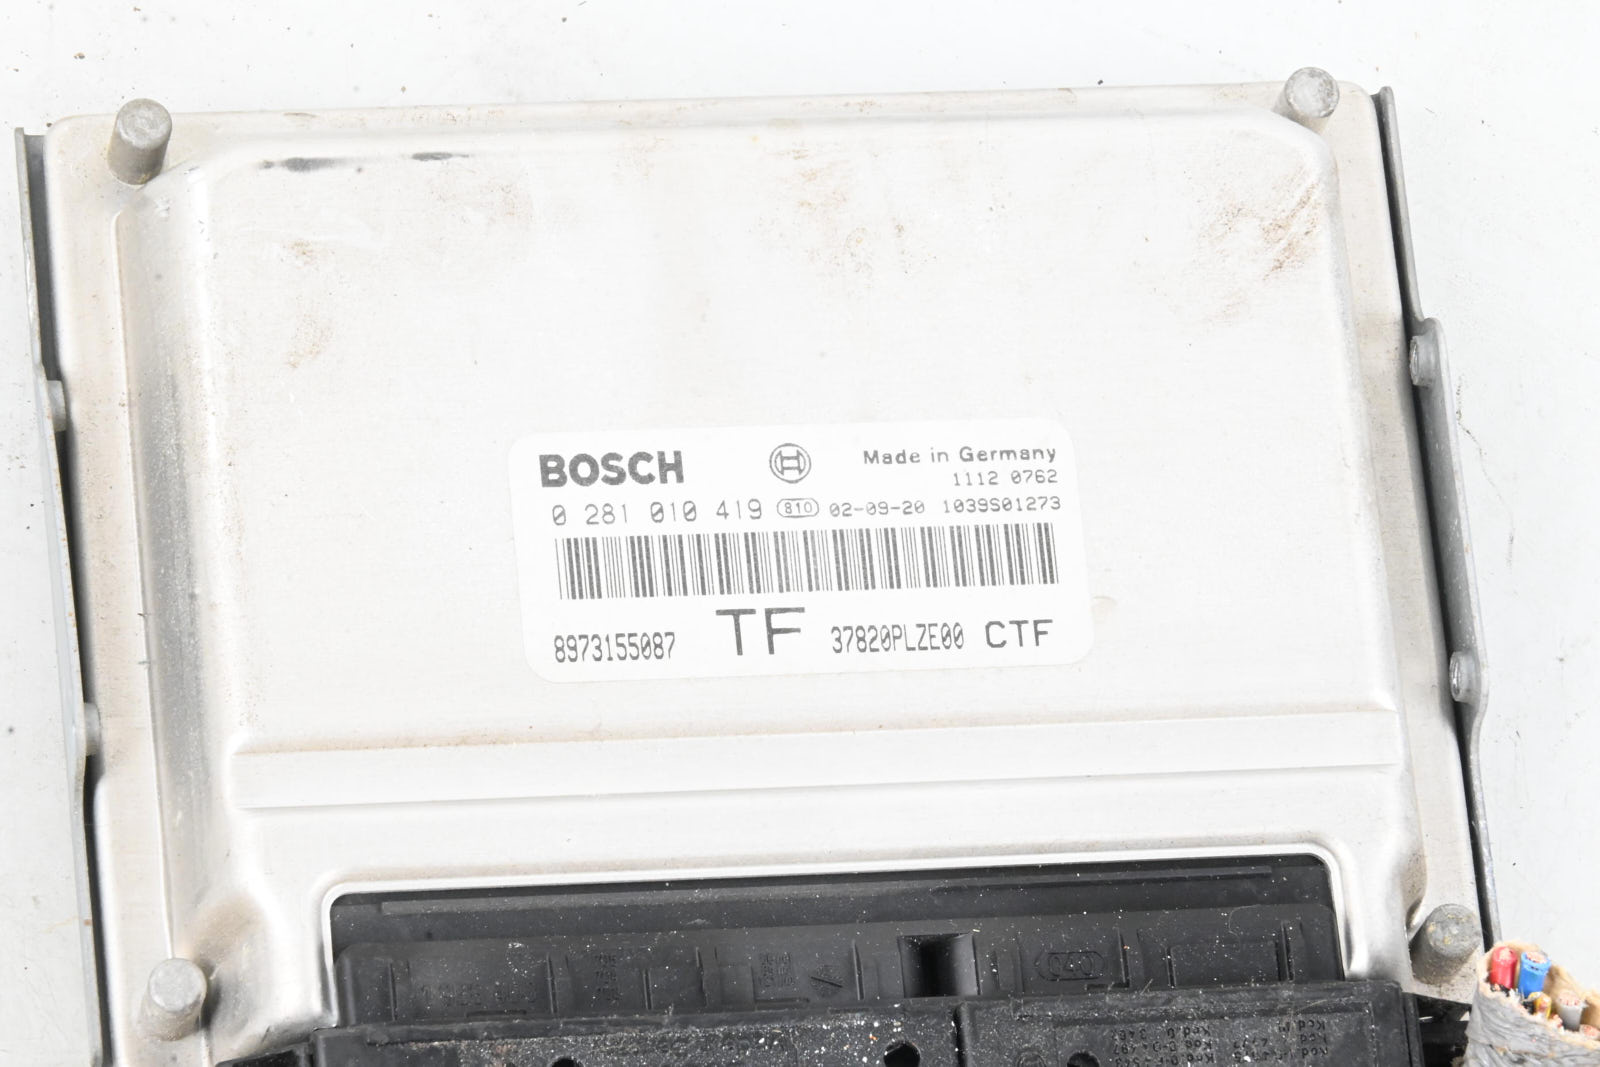 BOSCH
Made in Germany
1112 0762
0 281 010 419 810 02-09-20 1039S01273
8973155087 TF 37820PLZE00 CTF